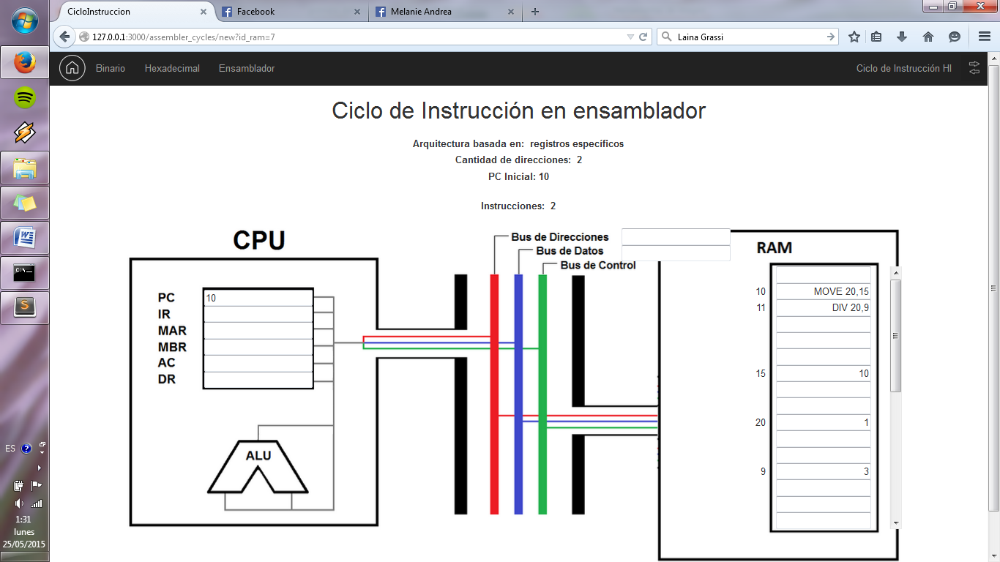 CicloInstruccion
Facebook
Melanie Andrea
127.0.0.1:3000/assembler_cycles/new?id_ram=7
Laina Grassi
Binario
Hexadecimal
Ensamblador
Ciclo de Instrucción HI
Ciclo de Instrucción en ensamblador
Arquitectura basada en: registros específicos
Cantidad de direcciones: 2
PC Inicial: 10
Instrucciones: 2
CPU
PC 10
IR
MAR
MBR
AC
DR
ALU
Bus de Direcciones
Bus de Datos
Bus de Control
RAM
10 MOVE 20,15
11 DIV 20,9
15 10
20 1
9 3
ES
1:31
lunes
25/05/2015